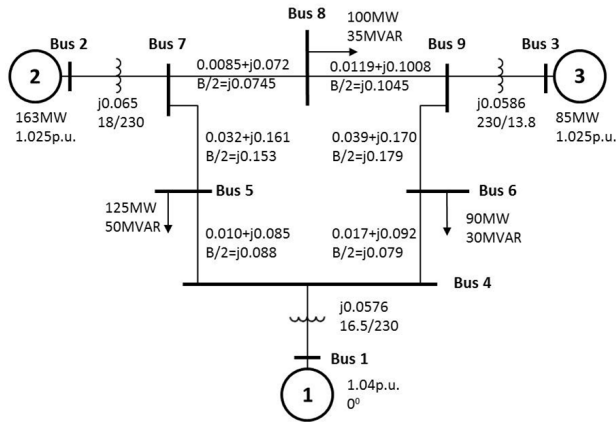 Bus 8
100MW
35MVAR
Bus 2
Bus 7
Bus 9
Bus 3
0.0085+j0.072
B/2=j0.0745
0.0119+j0.1008
B/2=j0.1045
2
3
j0.065
18/230
j0.0586
230/13.8
163MW
1.025p.u.
85MW
1.025p.u.
0.032+j0.161
B/2=j0.153
0.039+j0.170
B/2=j0.179
Bus 5
Bus 6
125MW
50MVAR
90MW
30MVAR
0.010+j0.085
B/2=j0.088
0.017+j0.092
B/2=j0.079
Bus 4
j0.0576
16.5/230
Bus 1
1
1.04p.u.
0⁰